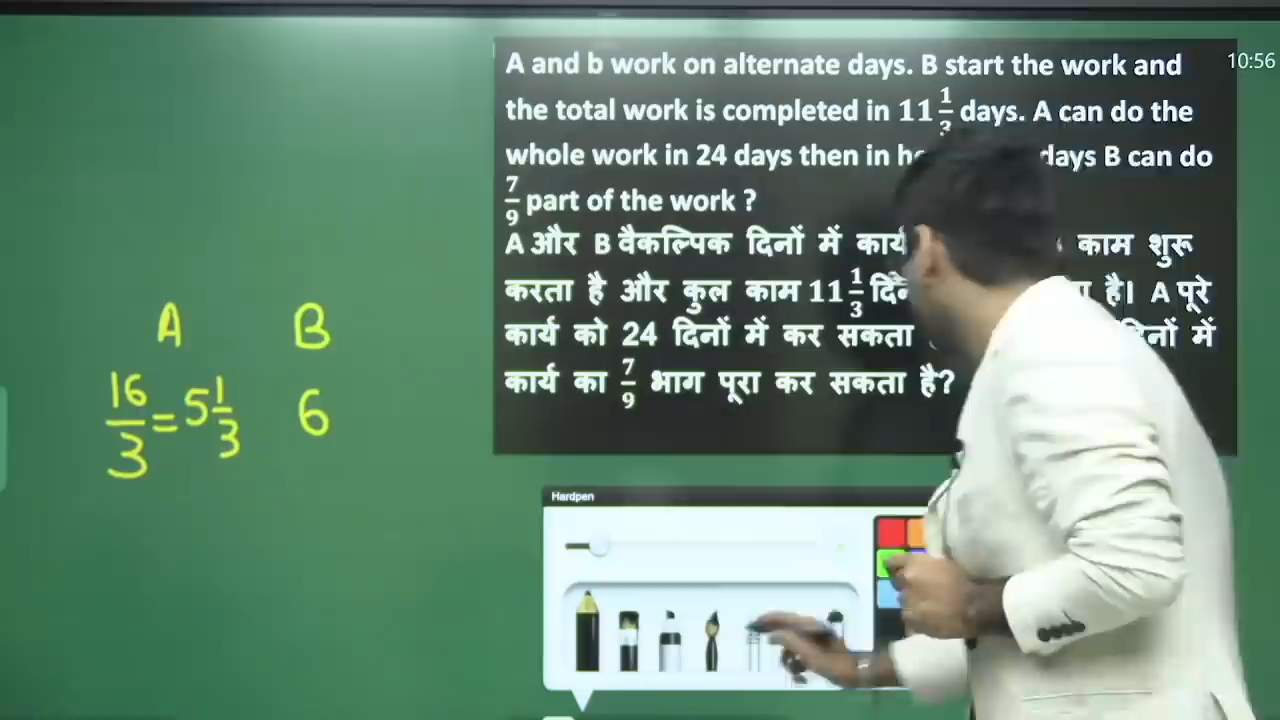 A and b work on alternate days. B start the work and
the total work is completed in 11 1/3 days. A can do the
whole work in 24 days then in days B can do
7/9 part of the work ?
A और B वैकल्पिक दिनों में काम शुरू
करता है और कुल काम 11 1/3 है। A पूरे
कार्य को 24 दिनों में कर सकता में
कार्य का 7/9 भाग पूरा कर सकता है?
10:56
A B
16/3 = 5 1/3 6
Hardpen